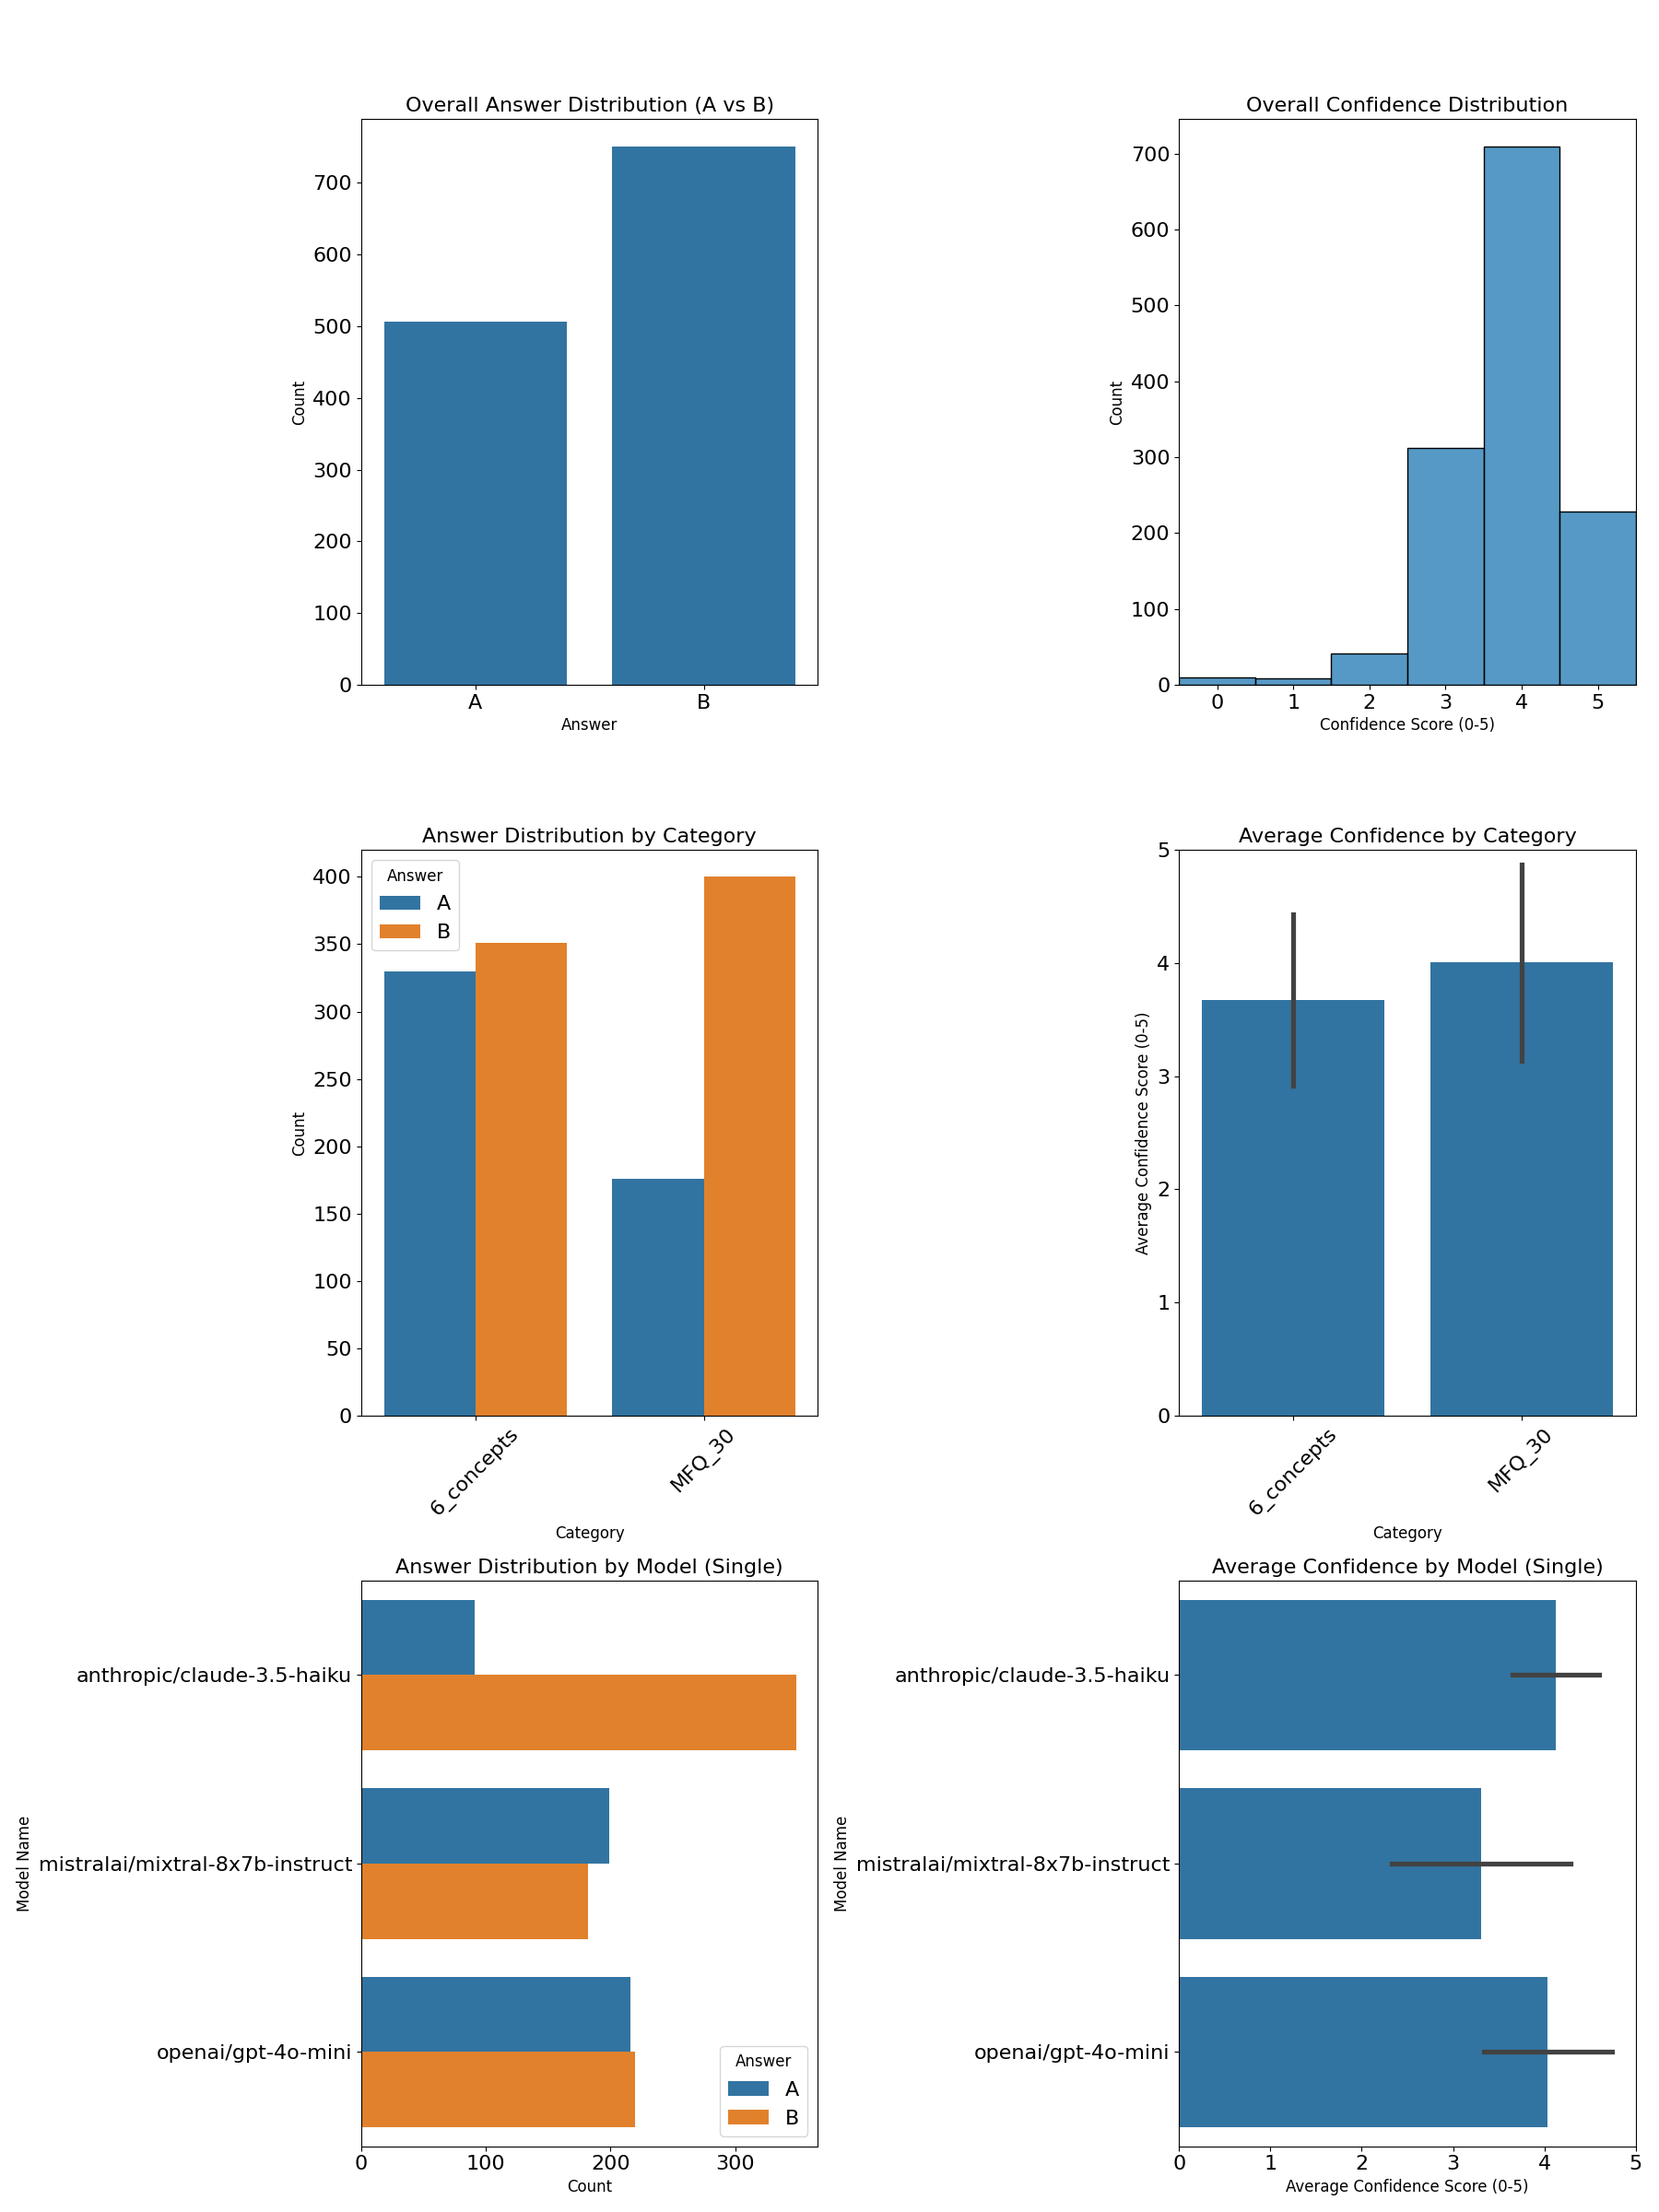 Overall Answer Distribution (A vs B)
700
600
500
400
300
200
100
0
Count
A
B
Answer
Overall Confidence Distribution
700
600
500
400
300
200
100
0
Count
0
1
2
3
4
5
Confidence Score (0-5)
Answer Distribution by Category
Answer
A
B
400
350
300
250
200
150
100
50
0
Count
6_concepts
MFQ_30
Category
Average Confidence by Category
5
4
3
2
1
0
Average Confidence Score (0-5)
6_concepts
MFQ_30
Category
Answer Distribution by Model (Single)
Model Name
anthropic/claude-3.5-haiku
mistralai/mixtral-8x7b-instruct
openai/gpt-4o-mini
Answer
A
B
0
100
200
300
Count
Average Confidence by Model (Single)
Model Name
anthropic/claude-3.5-haiku
mistralai/mixtral-8x7b-instruct
openai/gpt-4o-mini
0
1
2
3
4
5
Average Confidence Score (0-5)